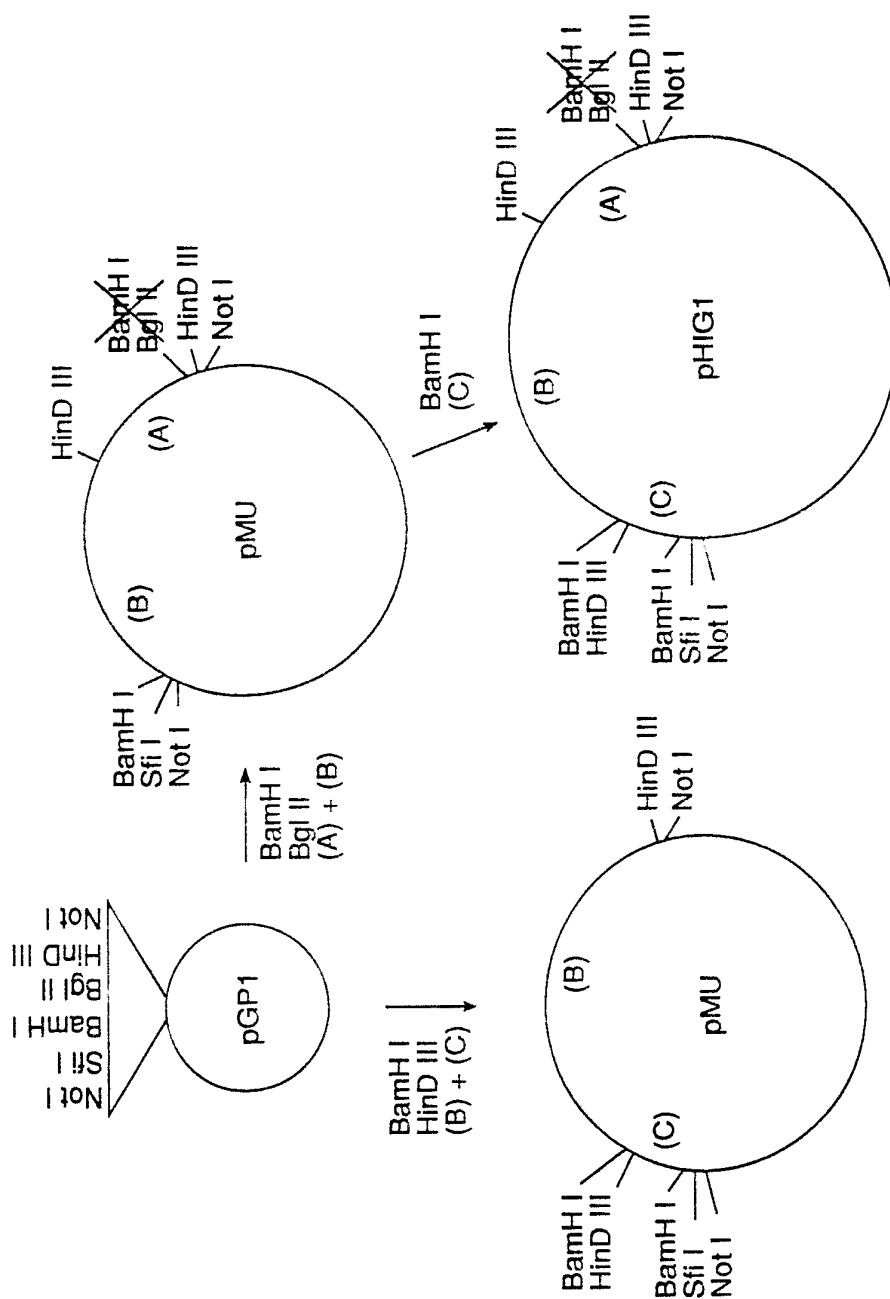 Not I
Sfi I
BamH I
Bgl II
HinD III
Not I
pGP1
BamH I
Bgl II
(A) + (B)
BamH I
HinD III
(B) + (C)
HinD III
BamH I
Bgl II
HinD III
Not I
(A)
(B)
pMU
BamH I
Sfi I
Not I
BamH I
(C)
BamH I
HinD III
(C)
(B)
pMU
BamH I
Sfi I
Not I
HinD III
Not I
HinD III
BamH I
Bgl II
HinD III
Not I
(A)
(B)
(C)
pHIG1
BamH I
HinD III
BamH I
Sfi I
Not I